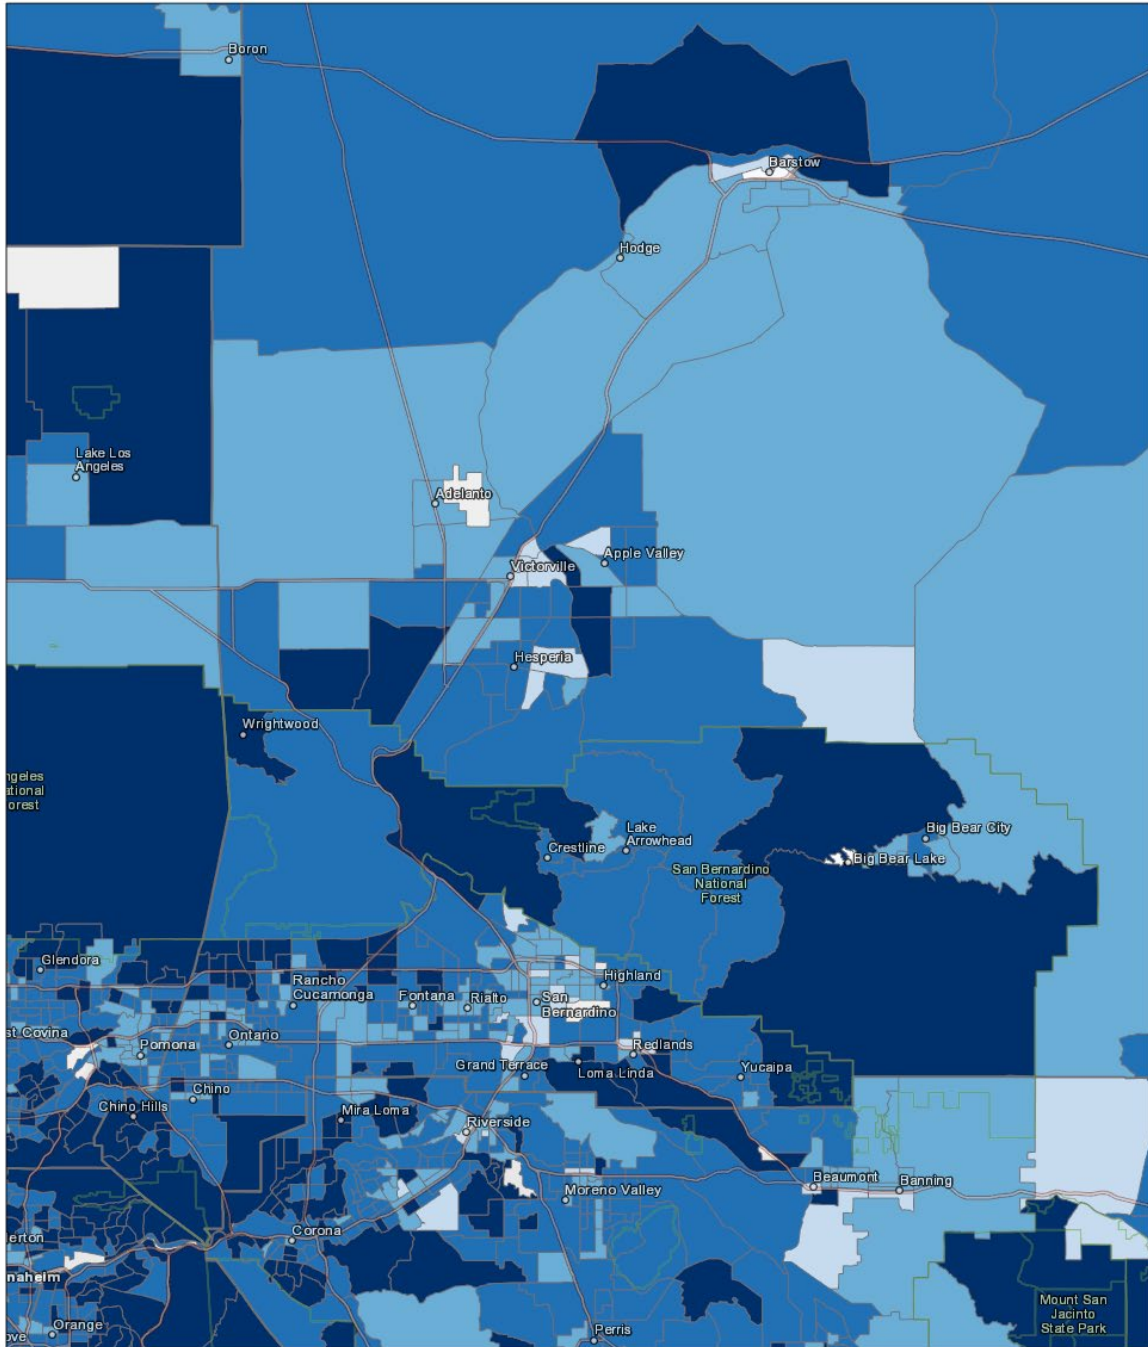 Boron
Barstow
Hodge
Lake Los
Angeles
Adelanto
Apple Valley
Victorville
Hesperia
Wrightwood
ngeles
ational
orest
Lake
Arrowhead
Crestline
Big Bear City
Big Bear Lake
San Bernardino
National
Forest
Glendora
Rancho
Cucamonga
Fontana
Rialto
Highland
San
Bernardino
st Covina
Pomona
Ontario
Redlands
Grand Terrace
Loma Linda
Yucaipa
Chino
Chino Hills
Mira Loma
Riverside
Moreno Valley
Beaumont
Banning
Corona
lerton
naheim
Orange
ove
Perris
Mount San
Jacinto
State Park